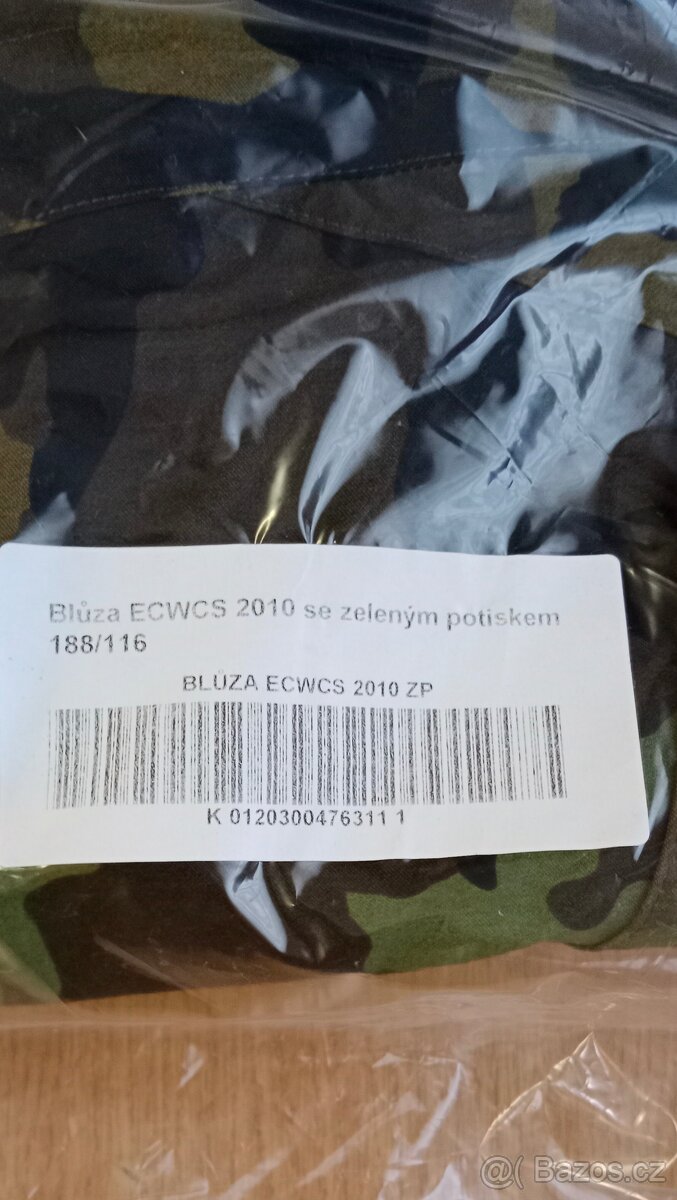 Blůza ECWCS 2010 se zeleným potiskem
188/116
BLŮZA ECWCS 2010 ZP
K 0120300476311 1
@( Bazos.cz